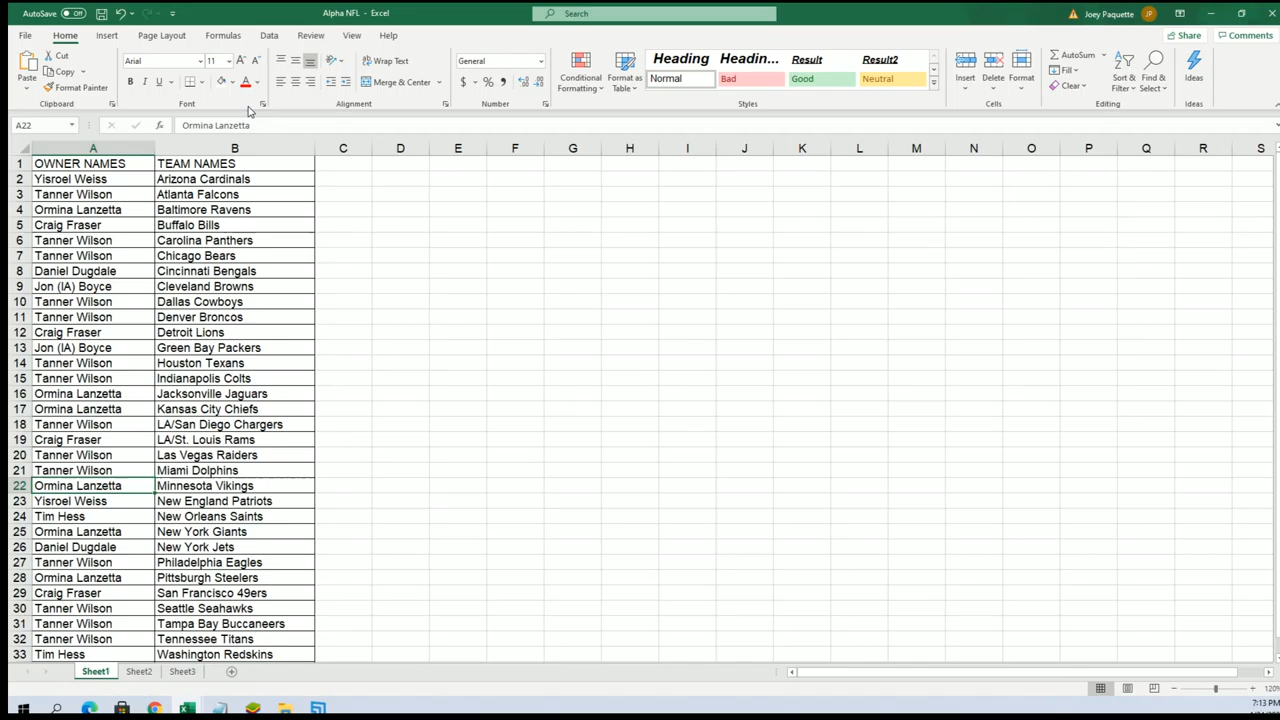 AutoSave Off Alpha NFL - Excel Search Joey Paquette JP
File Home Insert Page Layout Formulas Data Review View Help Share Comments
Cut Copy Format Painter Paste Clipboard
Arial 11 B I U A Font
Wrap Text Merge & Center Alignment
General $ % Number
Conditional Formatting Format as Table
Heading Headin... Result Result2
Normal Bad Good Neutral
Styles
Insert Delete Format Cells
AutoSum Fill Clear Sort & Filter Find & Select Editing
Ideas Ideas
A22 fx Ormina Lanzetta
A B C D E F G H I J K L M N O P Q R S
1 OWNER NAMES TEAM NAMES
2 Yisroel Weiss Arizona Cardinals
3 Tanner Wilson Atlanta Falcons
4 Ormina Lanzetta Baltimore Ravens
5 Craig Fraser Buffalo Bills
6 Tanner Wilson Carolina Panthers
7 Tanner Wilson Chicago Bears
8 Daniel Dugdale Cincinnati Bengals
9 Jon (IA) Boyce Cleveland Browns
10 Tanner Wilson Dallas Cowboys
11 Tanner Wilson Denver Broncos
12 Craig Fraser Detroit Lions
13 Jon (IA) Boyce Green Bay Packers
14 Tanner Wilson Houston Texans
15 Tanner Wilson Indianapolis Colts
16 Ormina Lanzetta Jacksonville Jaguars
17 Ormina Lanzetta Kansas City Chiefs
18 Tanner Wilson LA/San Diego Chargers
19 Craig Fraser LA/St. Louis Rams
20 Tanner Wilson Las Vegas Raiders
21 Tanner Wilson Miami Dolphins
22 Ormina Lanzetta Minnesota Vikings
23 Yisroel Weiss New England Patriots
24 Tim Hess New Orleans Saints
25 Ormina Lanzetta New York Giants
26 Daniel Dugdale New York Jets
27 Tanner Wilson Philadelphia Eagles
28 Ormina Lanzetta Pittsburgh Steelers
29 Craig Fraser San Francisco 49ers
30 Tanner Wilson Seattle Seahawks
31 Tanner Wilson Tampa Bay Buccaneers
32 Tanner Wilson Tennessee Titans
33 Tim Hess Washington Redskins
Sheet1 Sheet2 Sheet3
120%
7:13 PM